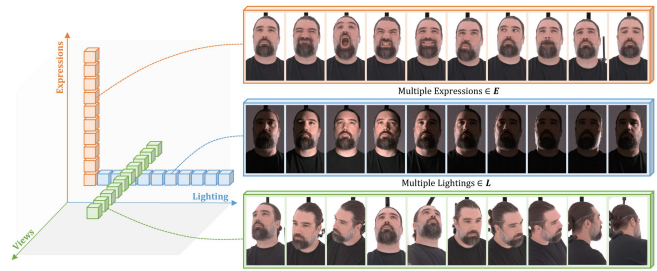 Expressions
Multiple Expressions ∈ E
Lighting
Multiple Lightings ∈ L
Views